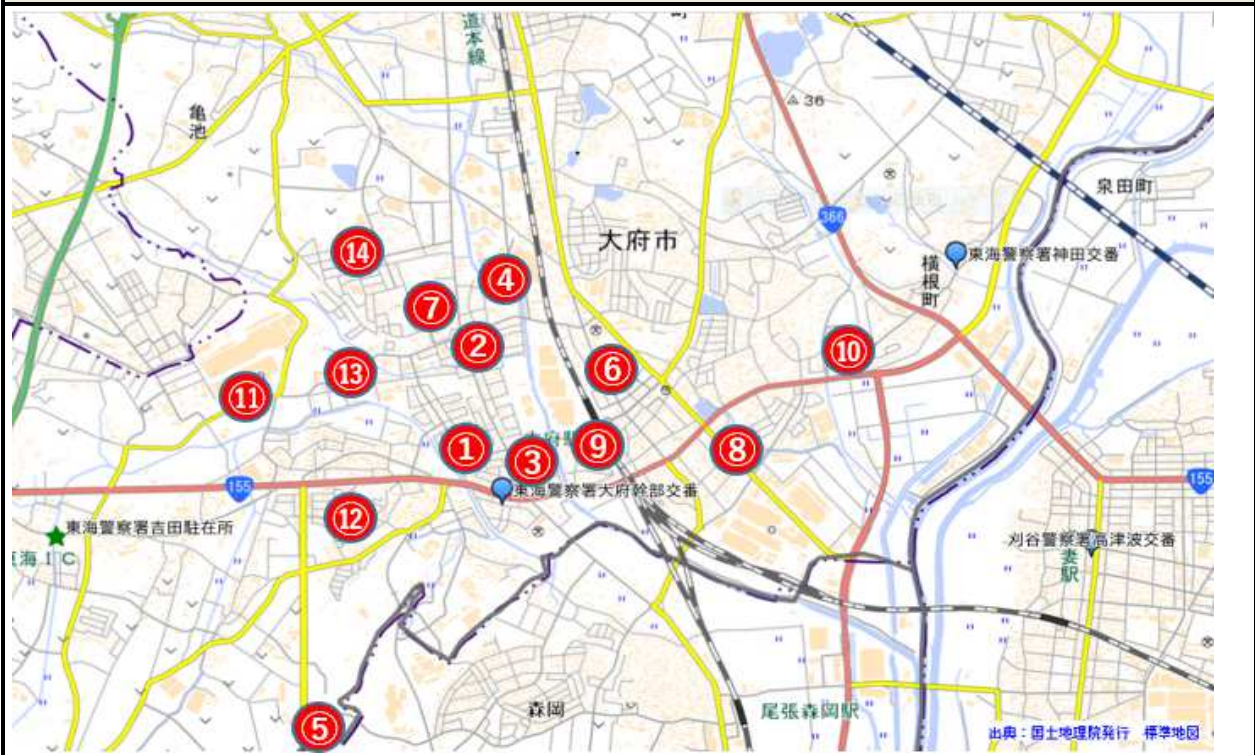 道本線
亀池
36
泉田町
366
大府市
⑭
④
横根町
東海警察署神田交番
⑦
②
⑥
⑩
⑬
⑪
①
③
⑨
⑧
155
155
東海警察署大府幹部交番
⑫
東海警察署吉田駐在所
海IC
刈谷警察署高津波交番
妻駅
森岡
尾張森岡駅
⑤
出典:国土地理院発行 標準地図